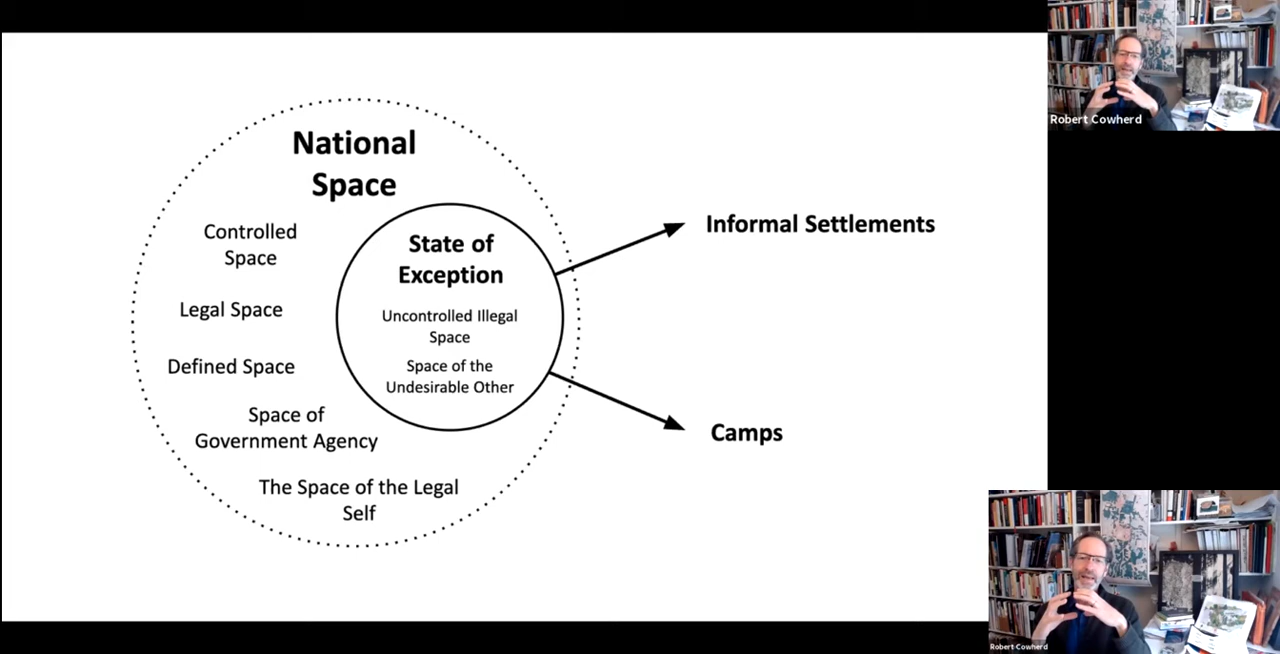 National
Space
Controlled
Space
Legal Space
Defined Space
Space of
Government Agency
The Space of the Legal
Self
State of
Exception
Uncontrolled Illegal
Space
Space of the
Undesirable Other
Informal Settlements
Camps
Robert Cowherd
Robert Cowherd